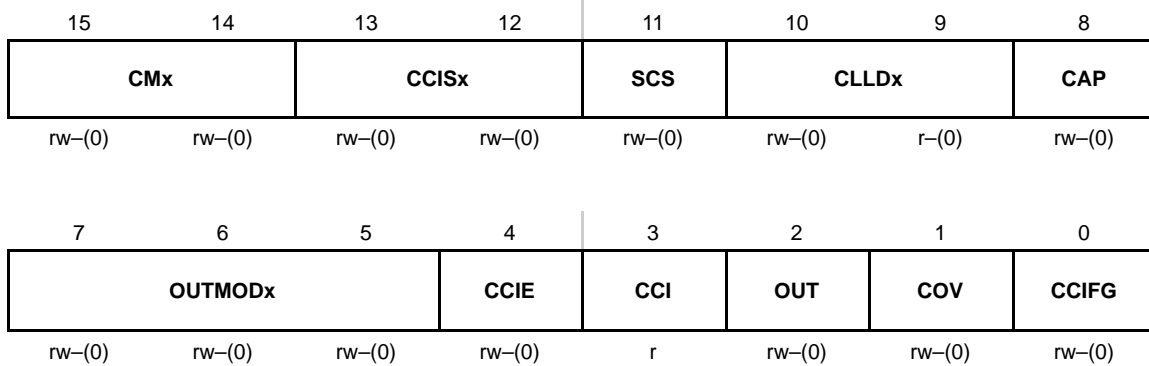 15 14 13 12 11 10 9 8
CMx CCISx SCS CLLDx CAP
rw–(0) rw–(0) rw–(0) rw–(0) rw–(0) rw–(0) r–(0) rw–(0)
7 6 5 4 3 2 1 0
OUTMODx CCIE CCI OUT COV CCIFG
rw–(0) rw–(0) rw–(0) rw–(0) r rw–(0) rw–(0) rw–(0)